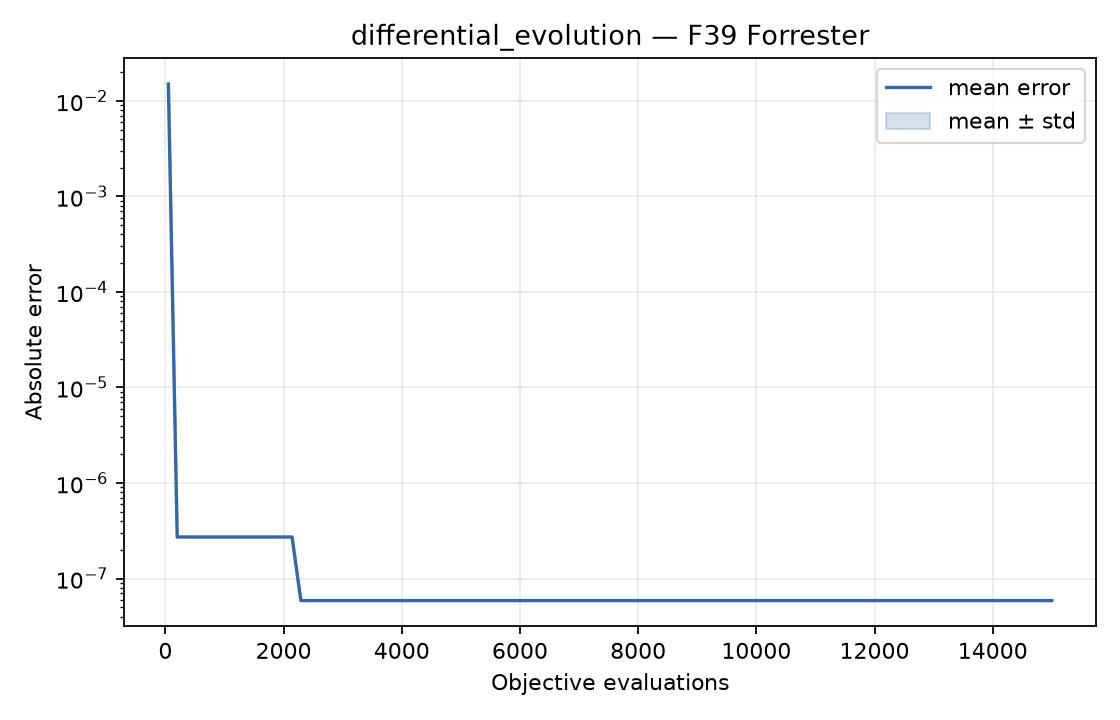 differential_evolution — F39 Forrester
mean error
mean ± std
Absolute error
10⁻²
10⁻³
10⁻⁴
10⁻⁵
10⁻⁶
10⁻⁷
0 2000 4000 6000 8000 10000 12000 14000
Objective evaluations